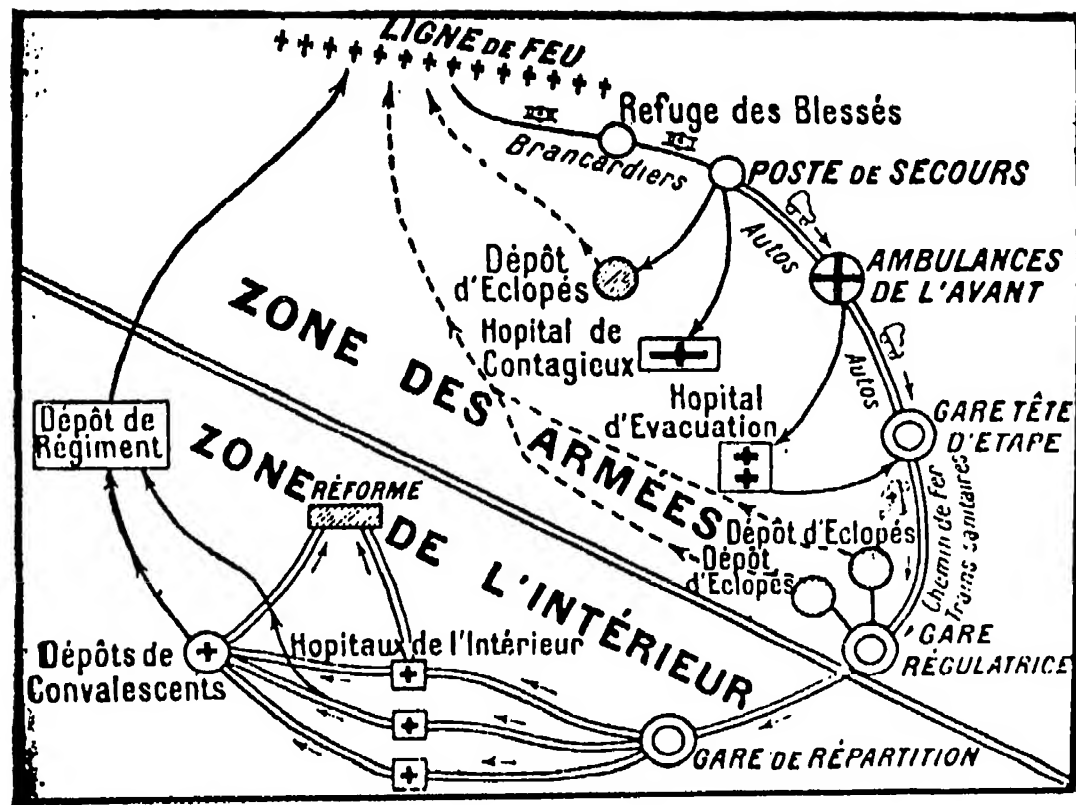 LIGNE DE FEU
Refuge des Blessés
Brancardiers
POSTE DE SECOURS
Autos
Dépôt
d'Eclopés
AMBULANCES
DE L'AVANT
Hopital de
Contagieux
Autos
Hopital
d'Evacuation
GARE TÊTE
D'ETAPE
ZONE DES ARMÉES
Dépôt de
Régiment
Chemin de Fer
Trains sanitaires
Dépôt d'Eclopés
Dépôt
d'Eclopés
RÉFORME
ZONE DE L'INTÉRIEUR
GARE
RÉGULATRICE
Hopitaux de l'Intérieur
Dépôts de
Convalescents
GARE DE RÉPARTITION